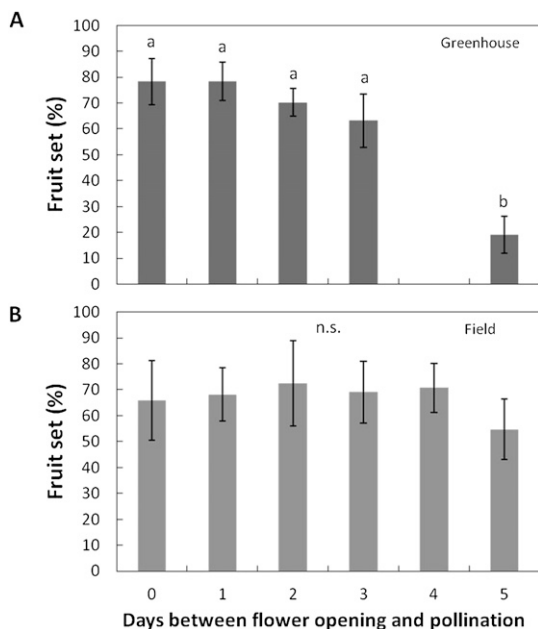 A
100
90
80
70
60
50
40
30
20
10
0
Fruit set (%)
a
a
a
a
b
Greenhouse
B
100
90
80
70
60
50
40
30
20
10
0
Fruit set (%)
n.s.
Field
0 1 2 3 4 5
Days between flower opening and pollination